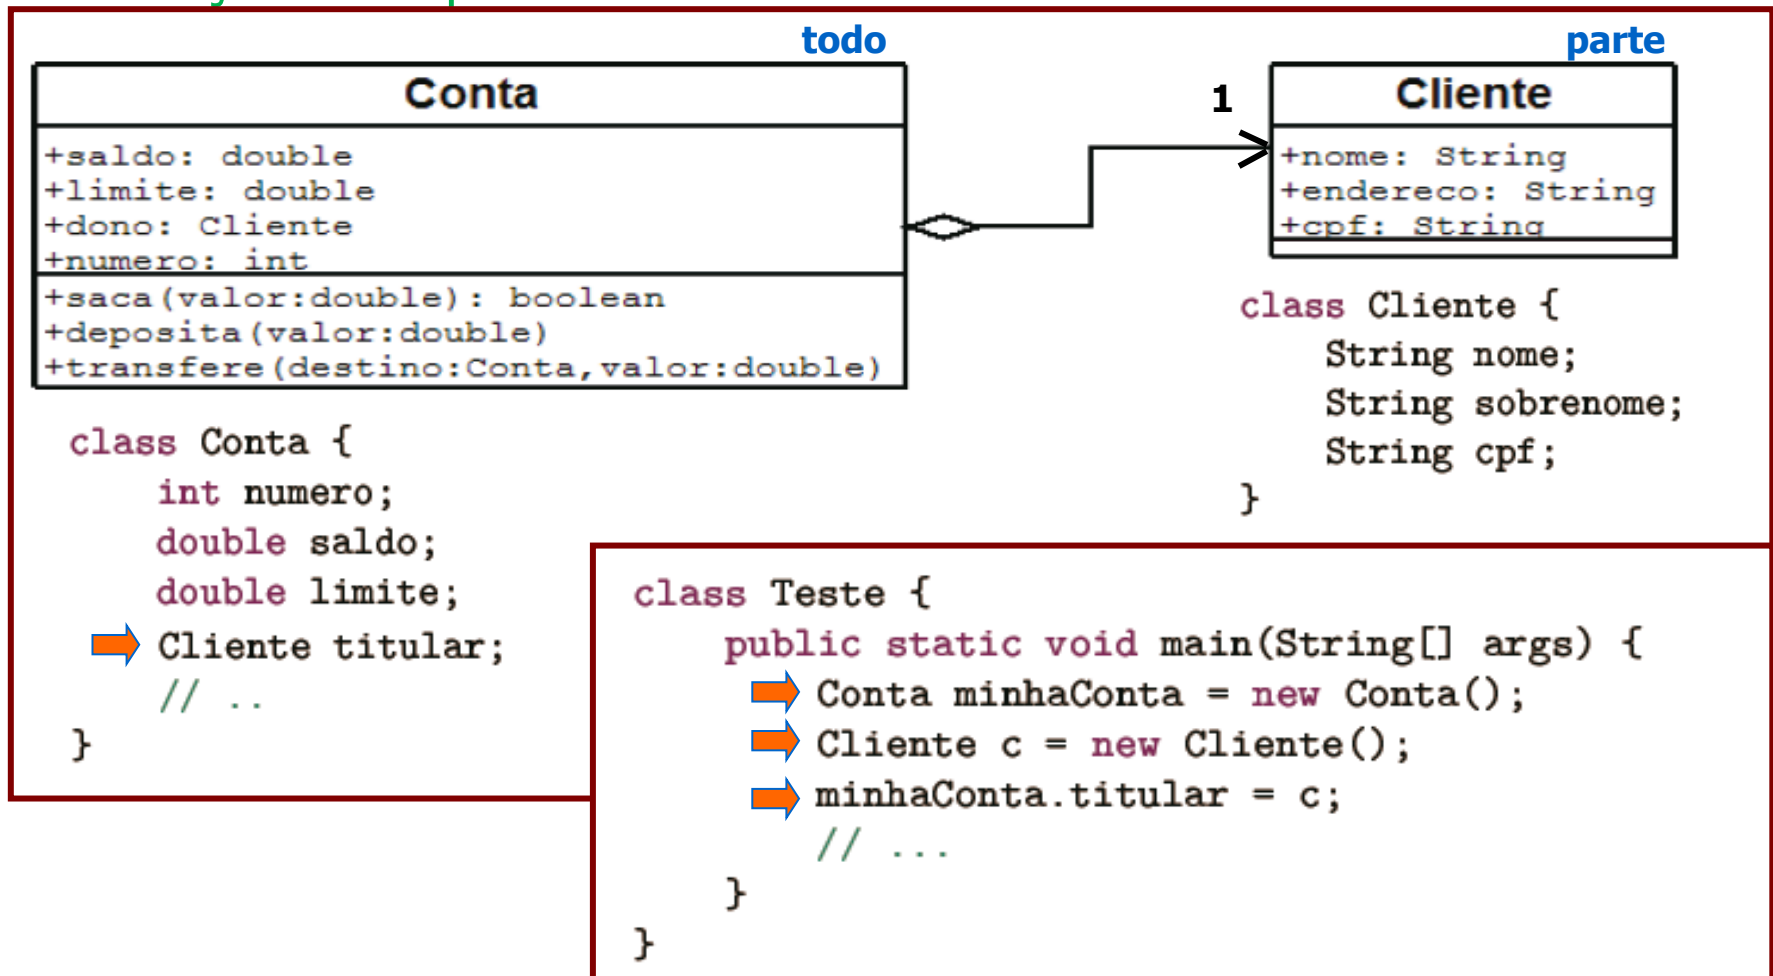 todo
Conta
+saldo: double
+limite: double
+dono: Cliente
+numero: int
+saca(valor:double): boolean
+deposita(valor:double)
+transfere(destino:Conta,valor:double)
1
parte
Cliente
+nome: String
+endereco: String
+cpf: String
class Conta {
int numero;
double saldo;
double limite;
Cliente titular;
// ..
}
class Cliente {
String nome;
String sobrenome;
String cpf;
}
class Teste {
public static void main(String[] args) {
Conta minhaConta = new Conta();
Cliente c = new Cliente();
minhaConta.titular = c;
// ...
}
}